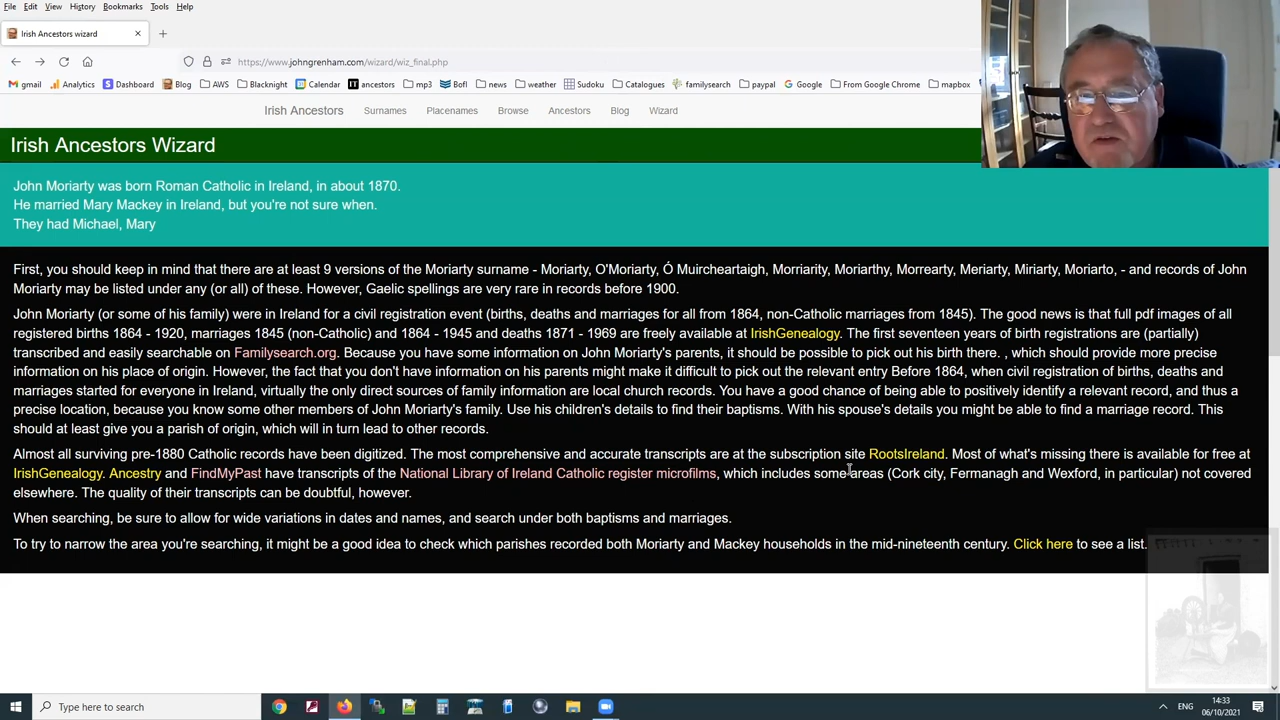 File Edit View History Bookmarks Tools Help
Irish Ancestors wizard
https://www.johngrenham.com/wizard/wiz_final.php
gmail Analytics Dashboard Blog AWS Blacknight Calendar ancestors mp3 Bofi news weather Sudoku Catalogues familysearch paypal Google From Google Chrome mapbox
Irish Ancestors Surnames Placenames Browse Ancestors Blog Wizard
Irish Ancestors Wizard
John Moriarty was born Roman Catholic in Ireland, in about 1870.
He married Mary Mackey in Ireland, but you're not sure when.
They had Michael, Mary
First, you should keep in mind that there are at least 9 versions of the Moriarty surname - Moriarty, O'Moriarty, Ó Muircheartaigh, Morriarity, Moriarthy, Morrearty, Meriarty, Miriarty, Moriarto, - and records of John
Moriarty may be listed under any (or all) of these. However, Gaelic spellings are very rare in records before 1900.
John Moriarty (or some of his family) were in Ireland for a civil registration event (births, deaths and marriages for all from 1864, non-Catholic marriages from 1845). The good news is that full pdf images of all
registered births 1864 - 1920, marriages 1845 (non-Catholic) and 1864 - 1945 and deaths 1871 - 1969 are freely available at IrishGenealogy. The first seventeen years of birth registrations are (partially)
transcribed and easily searchable on Familysearch.org. Because you have some information on John Moriarty's parents, it should be possible to pick out his birth there. , which should provide more precise
information on his place of origin. However, the fact that you don't have information on his parents might make it difficult to pick out the relevant entry Before 1864, when civil registration of births, deaths and
marriages started for everyone in Ireland, virtually the only direct sources of family information are local church records. You have a good chance of being able to positively identify a relevant record, and thus a
precise location, because you know some other members of John Moriarty's family. Use his children's details to find their baptisms. With his spouse's details you might be able to find a marriage record. This
should at least give you a parish of origin, which will in turn lead to other records.
Almost all surviving pre-1880 Catholic records have been digitized. The most comprehensive and accurate transcripts are at the subscription site RootsIreland. Most of what's missing there is available for free at
IrishGenealogy. Ancestry and FindMyPast have transcripts of the National Library of Ireland Catholic register microfilms, which includes some areas (Cork city, Fermanagh and Wexford, in particular) not covered
elsewhere. The quality of their transcripts can be doubtful, however.
When searching, be sure to allow for wide variations in dates and names, and search under both baptisms and marriages.
To try to narrow the area you're searching, it might be a good idea to check which parishes recorded both Moriarty and Mackey households in the mid-nineteenth century. Click here to see a list.
Type here to search
ENG
14:33
06/10/2021